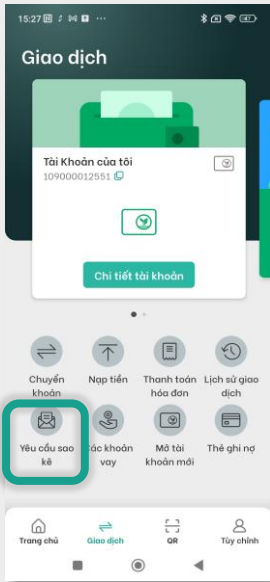 15:27
Giao dịch
Tài Khoản của tôi
109000012551
Chi tiết tài khoản
Chuyển khoản
Nạp tiền
Thanh toán hóa đơn
Lịch sử giao dịch
Yêu cầu sao kê
Các khoản vay
Mở tài khoản mới
Thẻ ghi nợ
Trang chủ
Giao dịch
QR
Tùy chỉnh